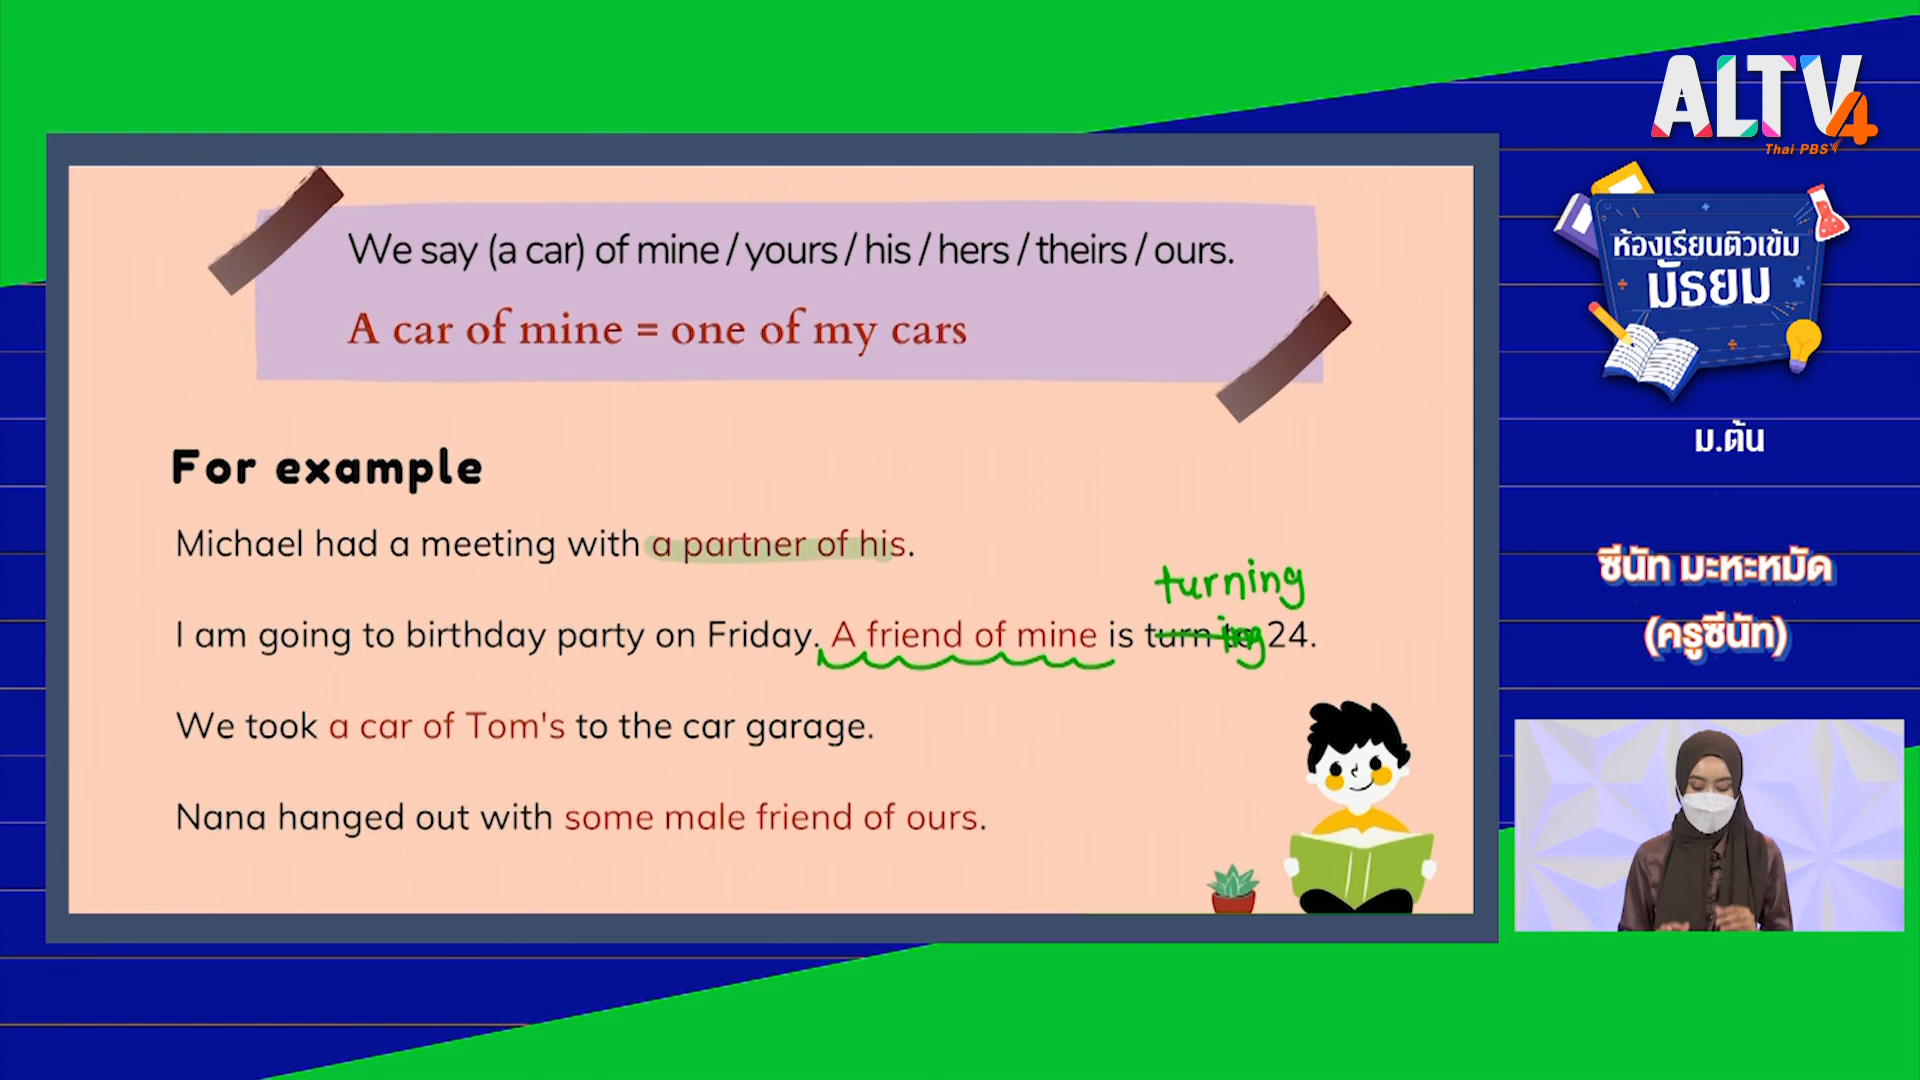 We say (a car) of mine / yours / his / hers / theirs / ours.
A car of mine = one of my cars
For example
Michael had a meeting with a partner of his.
turning
I am going to birthday party on Friday. A friend of mine is turn to 24.
ing
We took a car of Tom's to the car garage.
Nana hanged out with some male friend of ours.
ALTV4
Thai PBS
ห้องเรียนติวเข้ม
มัธยม
ม.ต้น
ซีนัท มะหะหมัด
(ครูซีนัท)